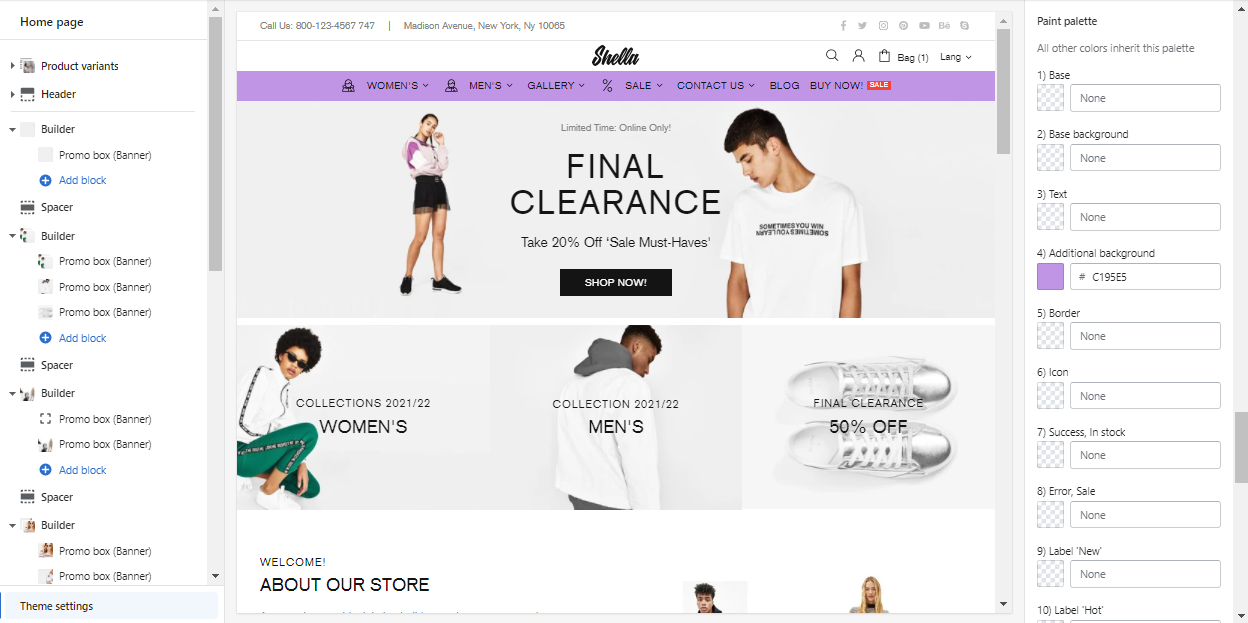 Home page
Product variants
Header
Builder
Promo box (Banner)
Add block
Spacer
Builder
Promo box (Banner)
Promo box (Banner)
Promo box (Banner)
Add block
Spacer
Builder
Promo box (Banner)
Promo box (Banner)
Add block
Spacer
Builder
Promo box (Banner)
Promo box (Banner)
Theme settings
Call Us: 800-123-4567 747 | Madison Avenue, New York, Ny 10065
Shella
Bag (1) Lang
WOMEN'S MEN'S GALLERY SALE CONTACT US BLOG BUY NOW! SALE
Limited Time: Online Only!
FINAL
CLEARANCE
Take 20% Off ‘Sale Must-Haves’
SHOP NOW!
SOMETIMES YOU WIN
SOMETIMES YOU LEARN
COLLECTIONS 2021/22
WOMEN'S
COLLECTION 2021/22
MEN'S
FINAL CLEARANCE
50% OFF
WELCOME!
ABOUT OUR STORE
Paint palette
All other colors inherit this palette
1) Base
None
2) Base background
None
3) Text
None
4) Additional background
# C195E5
5) Border
None
6) Icon
None
7) Success, In stock
None
8) Error, Sale
None
9) Label 'New'
None
10) Label 'Hot'